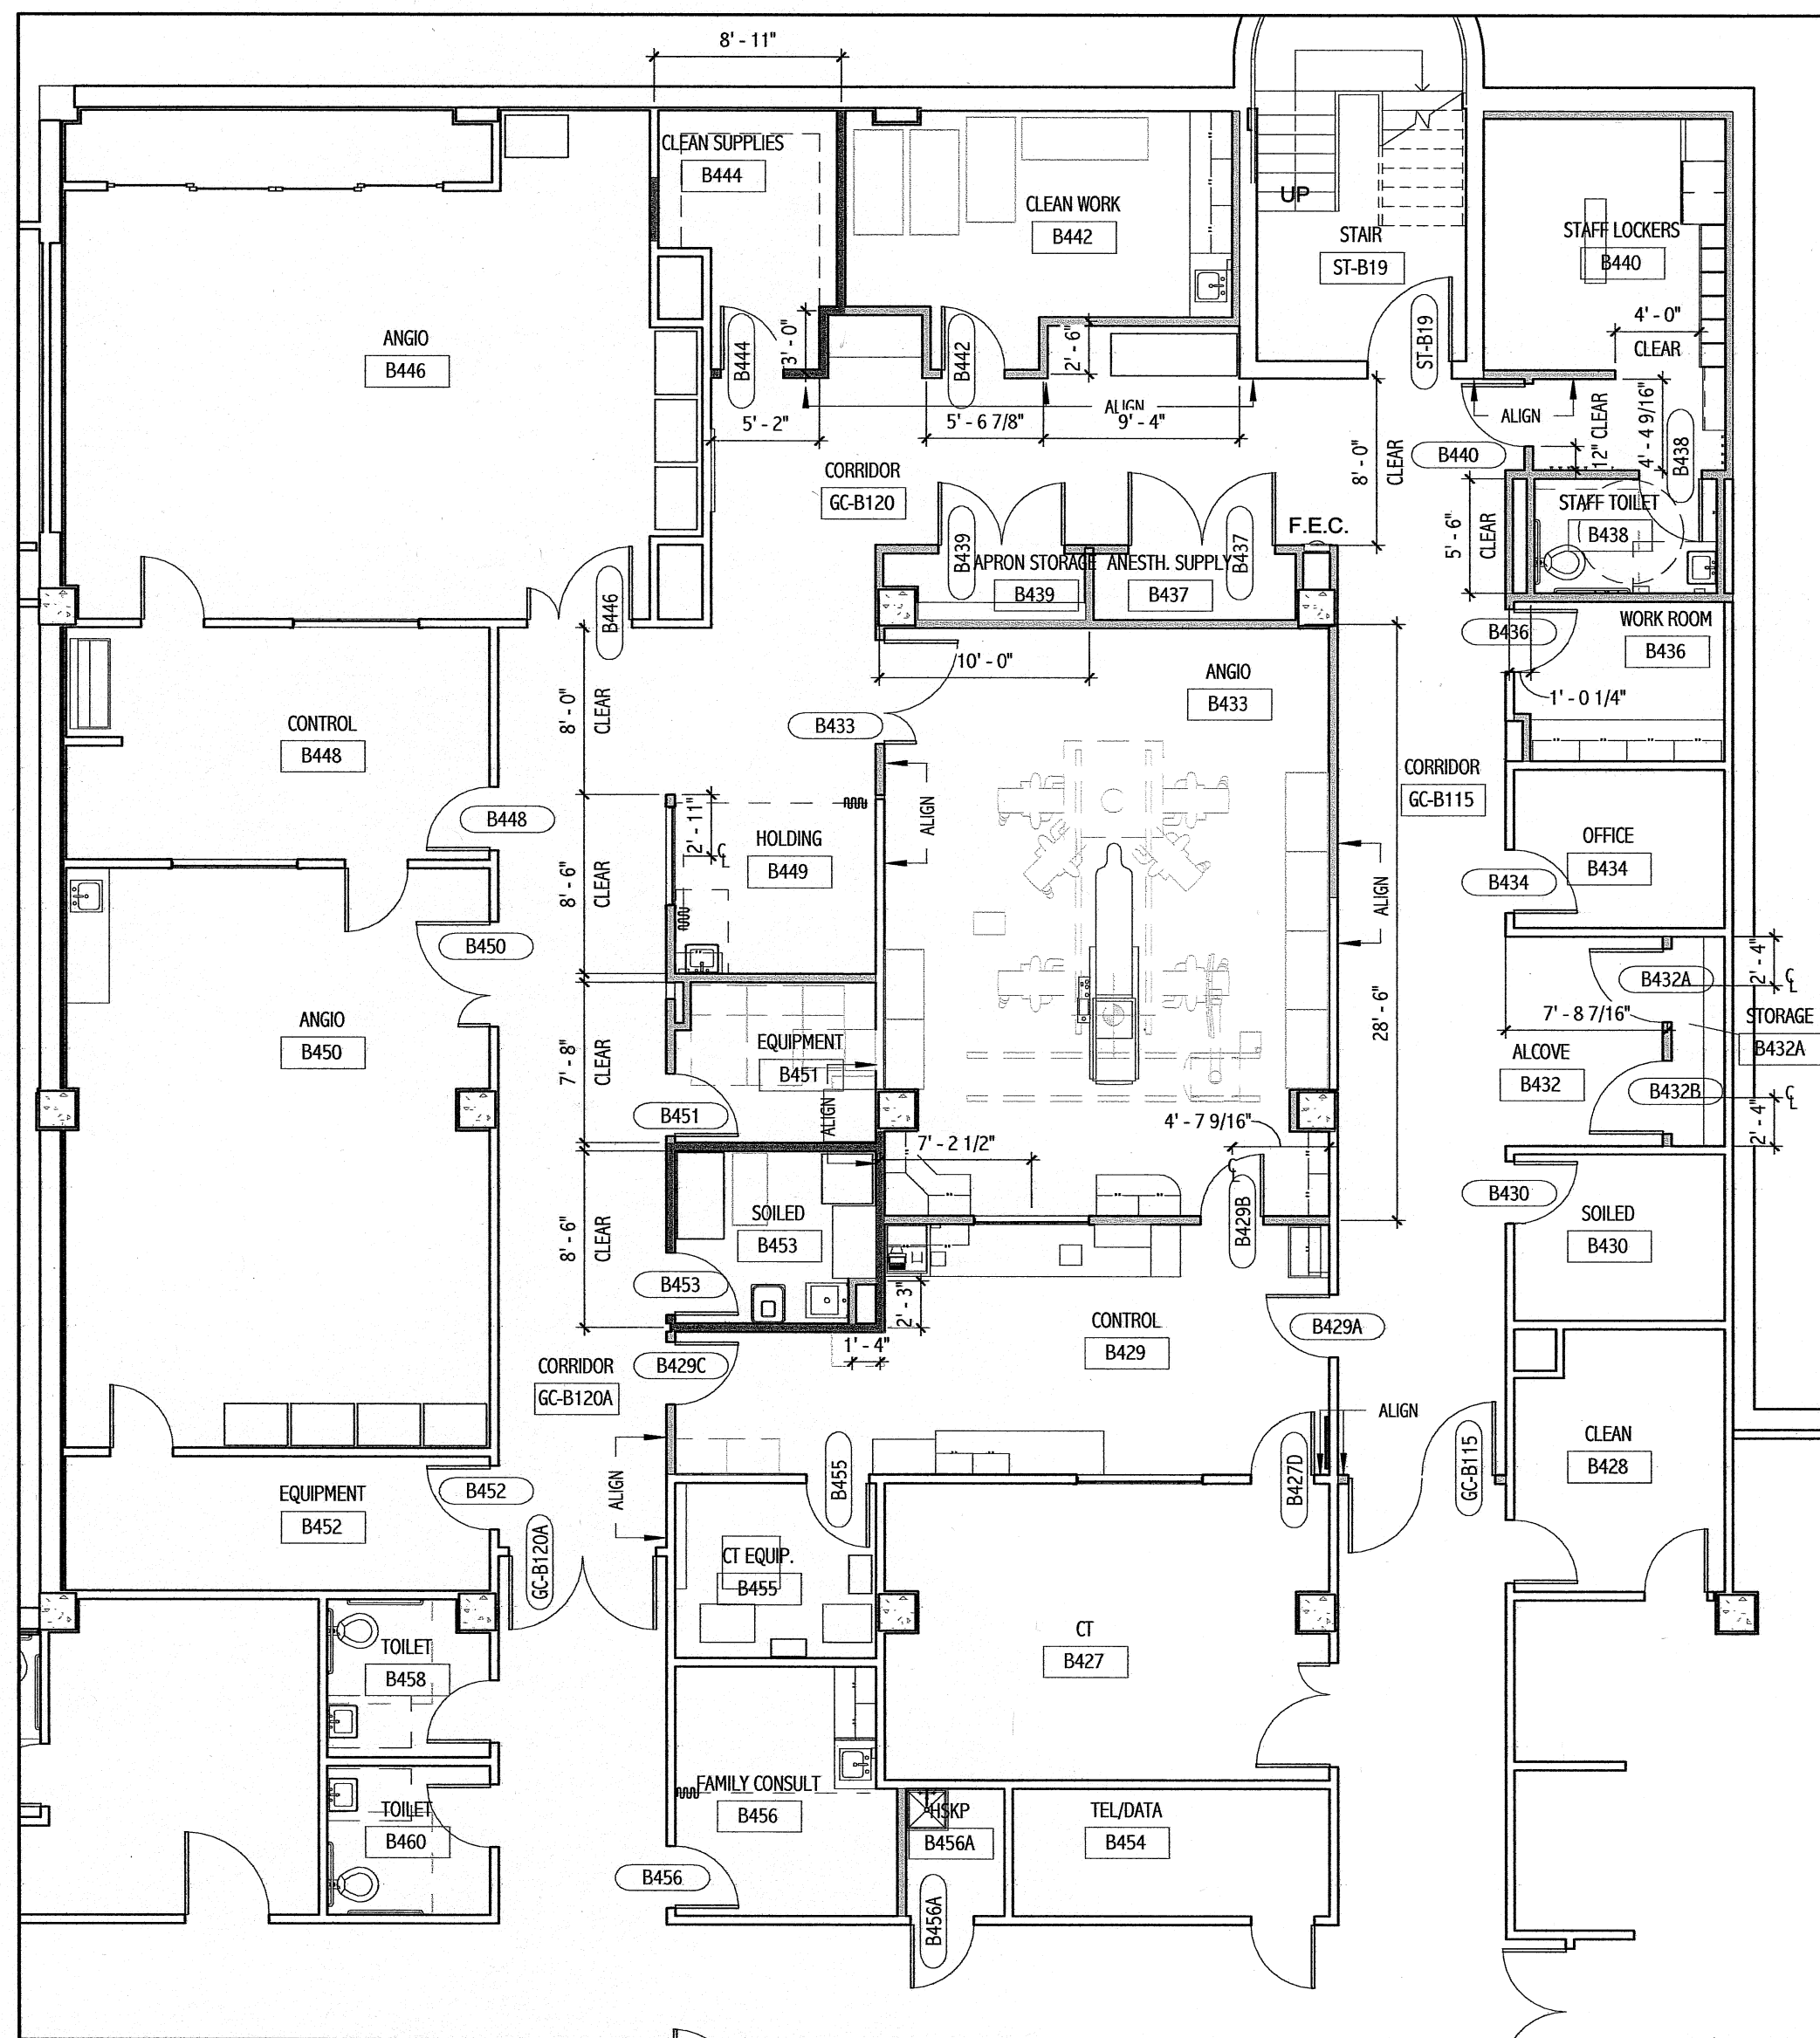 8' - 11"
CLEAN SUPPLIES
B444
CLEAN WORK
B442
UP
STAIR
ST-B19
STAFF LOCKERS
B440
4' - 0"
CLEAR
ANGIO
B446
B444
3' - 0"
B442
2' - 6"
ST-B19
ALIGN
5' - 2"
5' - 6 7/8"
9' - 4"
ALIGN
12" CLEAR
4' - 4 9/16"
B438
B440
8' - 0"
CLEAR
CORRIDOR
GC-B120
F.E.C.
5' - 6"
CLEAR
STAFF TOILET
B438
B439
APRON STORAGE
B439
ANESTH. SUPPLY
B437
B437
B446
B436
WORK ROOM
B436
1' - 0 1/4"
10' - 0"
ANGIO
B433
B433
8' - 0"
CLEAR
CONTROL
B448
B448
CORRIDOR
GC-B115
2' - 11"
CL
HOLDING
B449
ALIGN
OFFICE
B434
B434
8' - 6"
CLEAR
ALIGN
B450
28' - 6"
B432A
2' - 4"
CL
7' - 8 7/16"
STORAGE
B432A
ALCOVE
B432
B432B
CL
2' - 4"
ANGIO
B450
7' - 8"
CLEAR
EQUIPMENT
B451
ALIGN
B451
7' - 2 1/2"
4' - 7 9/16"
CL
B429B
8' - 6"
CLEAR
SOILED
B453
B453
B430
SOILED
B430
2' - 3"
1' - 4"
CONTROL
B429
B429A
CORRIDOR
GC-B120A
B429C
ALIGN
ALIGN
B455
B427D
GC-B115
CLEAN
B428
EQUIPMENT
B452
B452
GC-B120A
CT EQUIP.
B455
CT
B427
TOILET
B458
FAMILY CONSULT
B456
HSKP
B456A
TEL/DATA
B454
TOILET
B460
B456
B456A